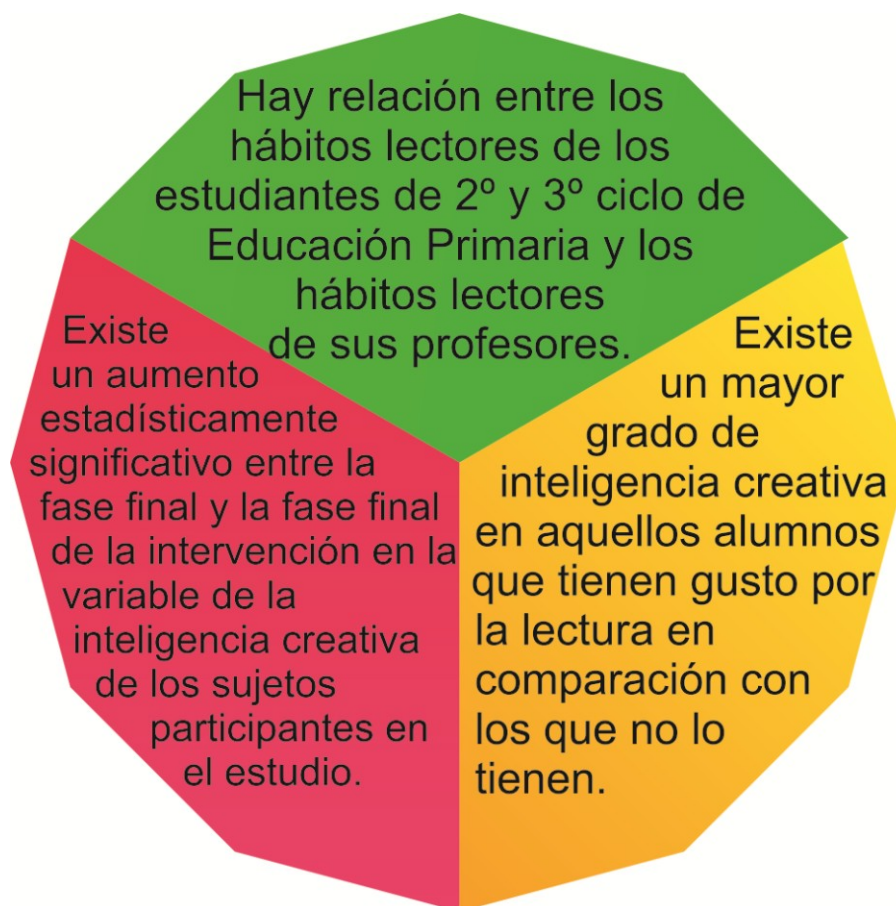 Hay relación entre los
hábitos lectores de los
estudiantes de 2º y 3º ciclo de
Educación Primaria y los
hábitos lectores
de sus profesores.
Existe
un aumento
estadísticamente
significativo entre la
fase final y la fase final
de la intervención en la
variable de la
inteligencia creativa
de los sujetos
participantes en
el estudio.
Existe
un mayor
grado de
inteligencia creativa
en aquellos alumnos
que tienen gusto por
la lectura en
comparación con
los que no lo
tienen.